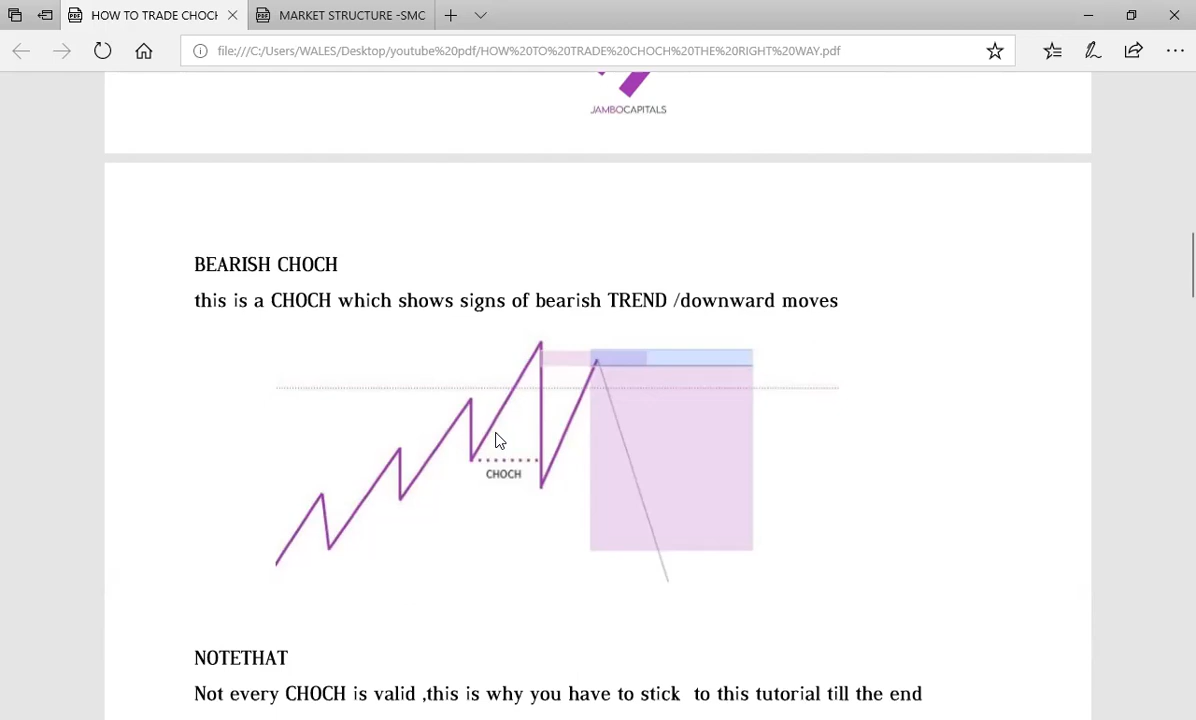 HOW TO TRADE CHOCH
MARKET STRUCTURE -SMC
file:///C:/Users/WALES/Desktop/youtube%20pdf/HOW%20TO%20TRADE%20CHOCH%20THE%20RIGHT%20WAY.pdf
JAMBOCAPITALS
BEARISH CHOCH
this is a CHOCH which shows signs of bearish TREND /downward moves
CHOCH
NOTETHAT
Not every CHOCH is valid ,this is why you have to stick to this tutorial till the end